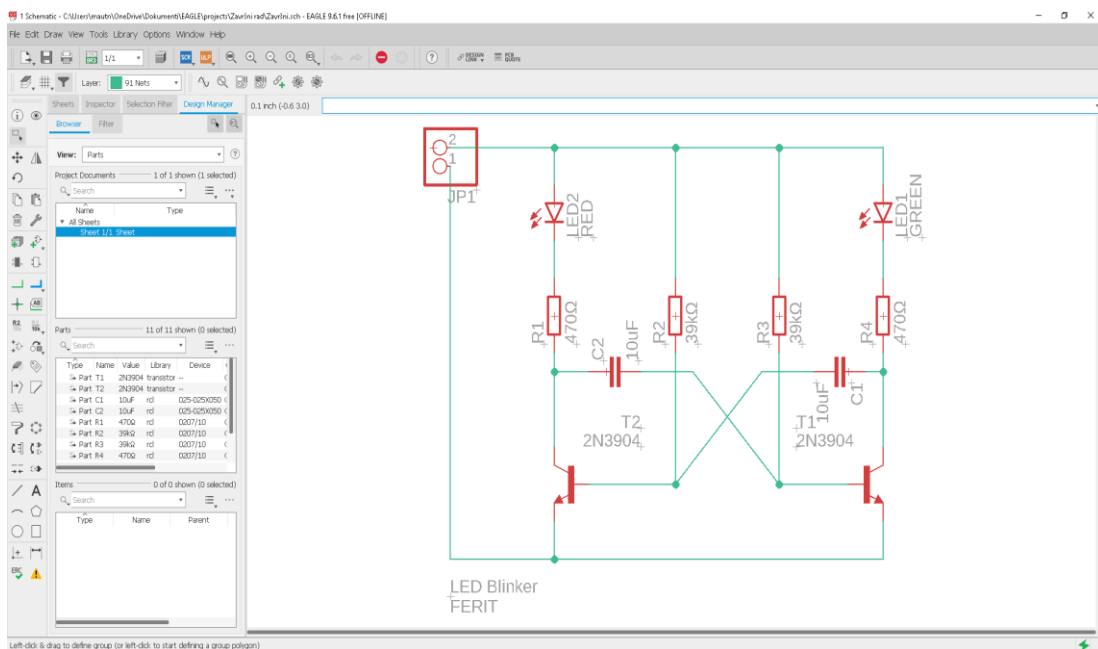 1 Schematic - C:\Users\mautn\OneDrive\Dokumenti\EAGLE\projects\Završni rad\Završni.sch - EAGLE 9.6.1 free [OFFLINE]
File Edit Draw View Tools Library Options Window Help
1/1
SCR
ULP
DESIGN LINK
PCB QUOTE
Layer: 91 Nets
Sheets Inspector Selection Filter Design Manager
0.1 inch (-0.6 3.0)
Browser Filter
View: Parts
Project Documents 1 of 1 shown (1 selected)
Search
Name Type
All Sheets
Sheet 1/1 Sheet
Parts 11 of 11 shown (0 selected)
Search
Type Name Value Library Device
Part T1 2N3904 transistor --
Part T2 2N3904 transistor --
Part C1 10uF rcl 025-025X050
Part C2 10uF rcl 025-025X050
Part R1 470Ω rcl 0207/10
Part R2 39kΩ rcl 0207/10
Part R3 39kΩ rcl 0207/10
Part R4 470Ω rcl 0207/10
Items 0 of 0 shown (0 selected)
Search
Type Name Parent
ERC
2
1
JP1
LED2
RED
LED1
GREEN
R1
470Ω
R2
39kΩ
R3
39kΩ
R4
470Ω
C2
10uF
10uF
C1
T2
2N3904
T1
2N3904
LED Blinker
FERIT
Left-click & drag to define group (or left-click to start defining a group polygon)